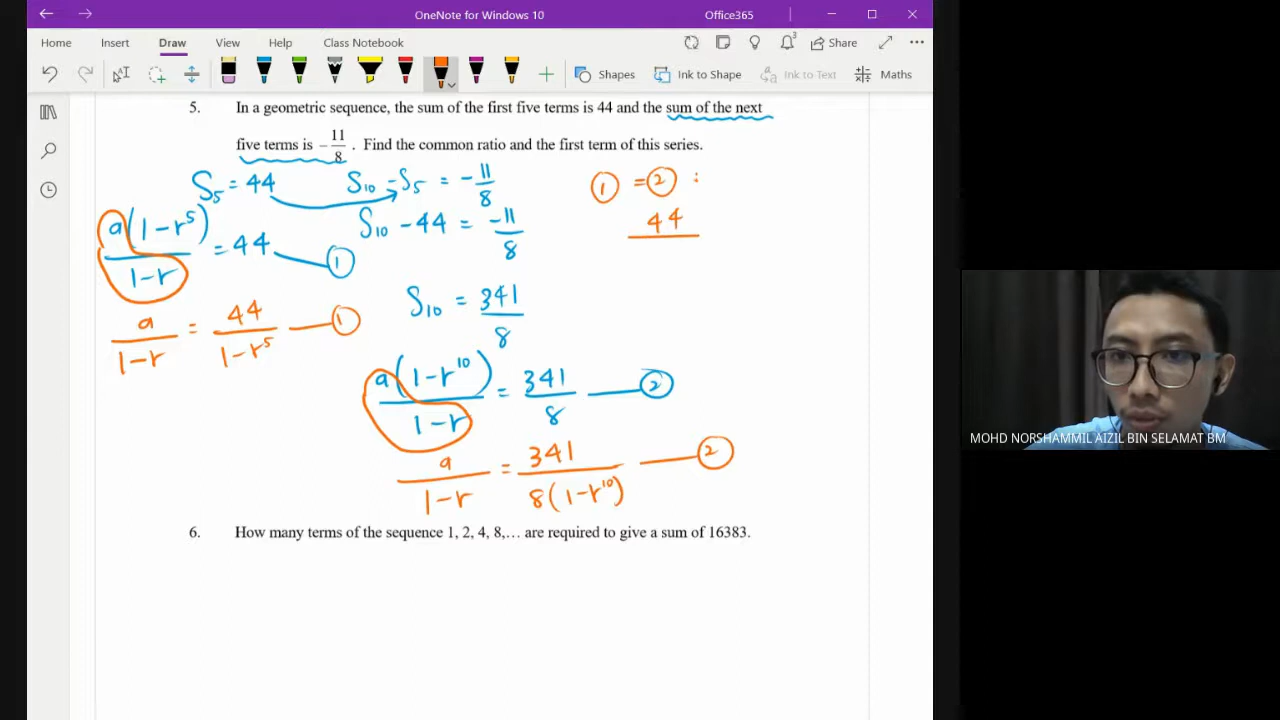 OneNote for Windows 10
Office365
Home Insert Draw View Help Class Notebook
3
Share
Shapes
Ink to Shape
Ink to Text
Maths
5. In a geometric sequence, the sum of the first five terms is 44 and the sum of the next
five terms is -11/8 . Find the common ratio and the first term of this series.
S5 = 44
S10 - S5 = -11/8
S10 - 44 = -11/8
a(1-r^5)/1-r = 44 — 1
S10 = 341/8
a/1-r = 44/1-r^5 — 1
a(1-r^10)/1-r = 341/8 — 2
a/1-r = 341/8(1-r^10) — 2
1 = 2 :
44
6. How many terms of the sequence 1, 2, 4, 8,… are required to give a sum of 16383.
MOHD NORSHAMMIL AIZIL BIN SELAMAT BM